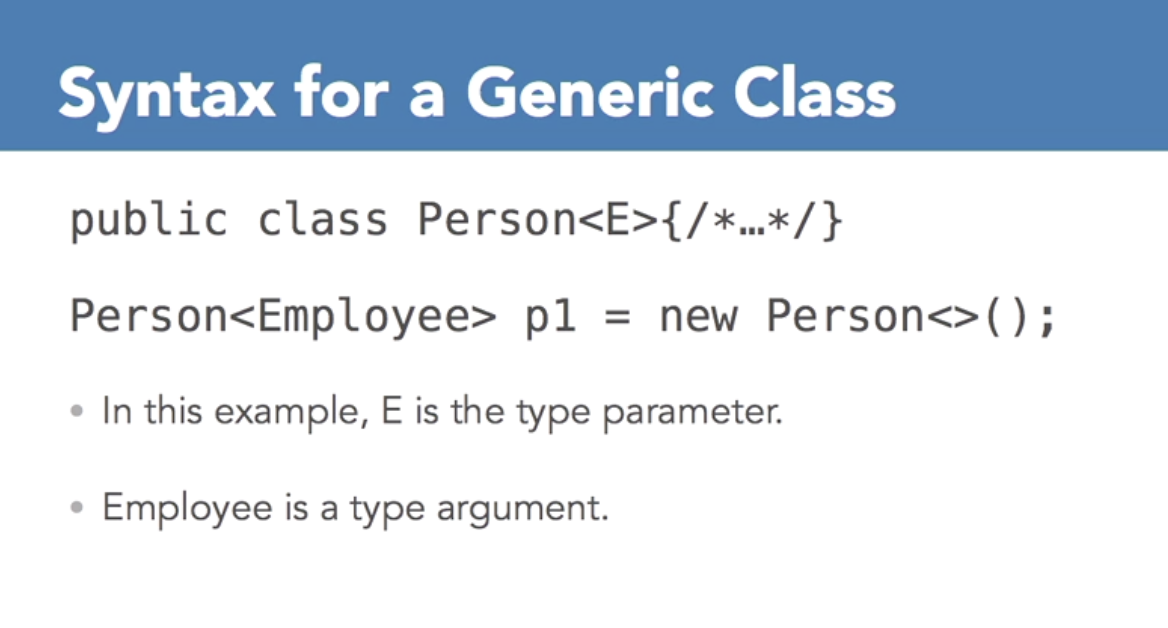 Syntax for a Generic Class
public class Person<E>{/*…*/}
Person<Employee> p1 = new Person<>();
• In this example, E is the type parameter.
• Employee is a type argument.